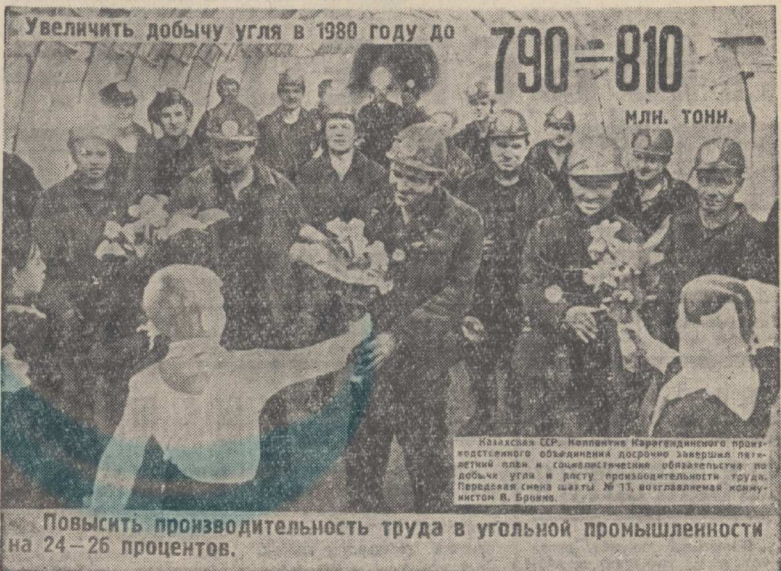 Увеличить добычу угля в 1980 году до
790–810
млн. тонн.
Казахская ССР. Коллектив Карагандинского произ-
водственного объединения досрочно завершил пяти-
летний план и социалистические обязательства по
добыче угля и росту производительности труда.
Передовая смена шахты № 13, возглавляемая комму-
нистом
Повысить производительность труда в угольной промышленности
на 24–26 процентов.